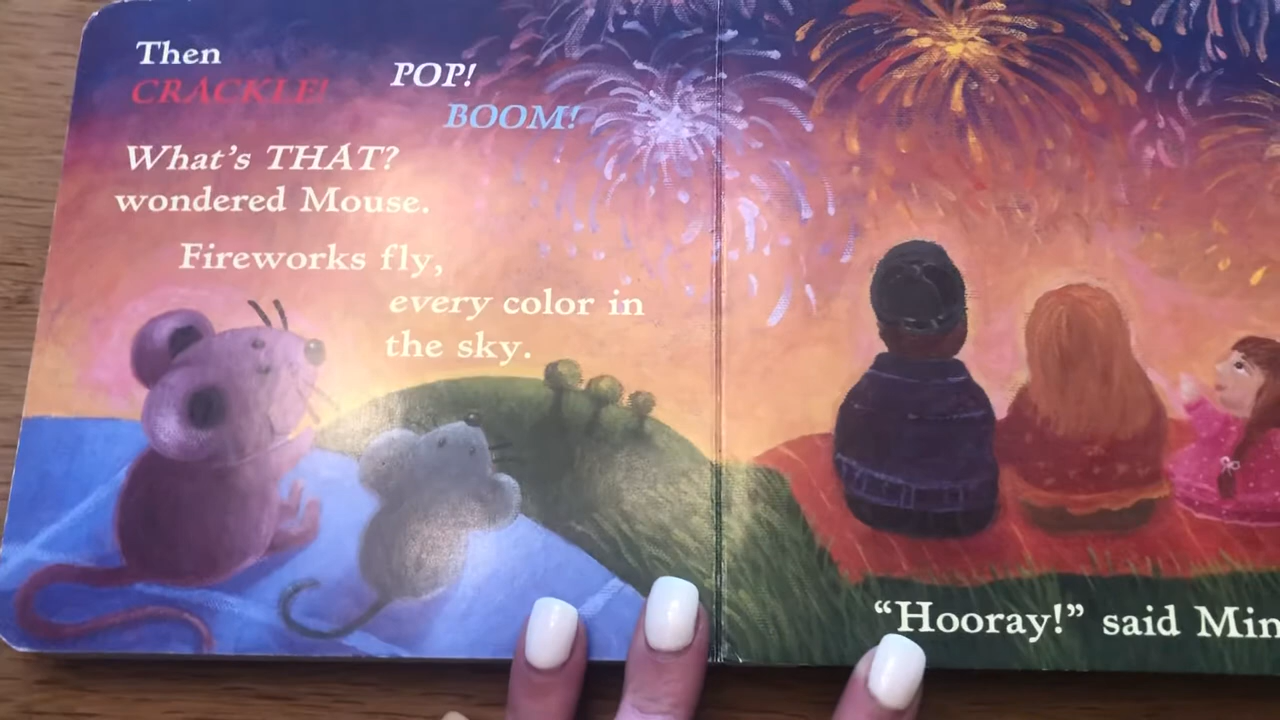 Then
CRACKLE!
POP!
BOOM!
What's THAT?
wondered Mouse.
Fireworks fly,
every color in
the sky.
"Hooray!" said